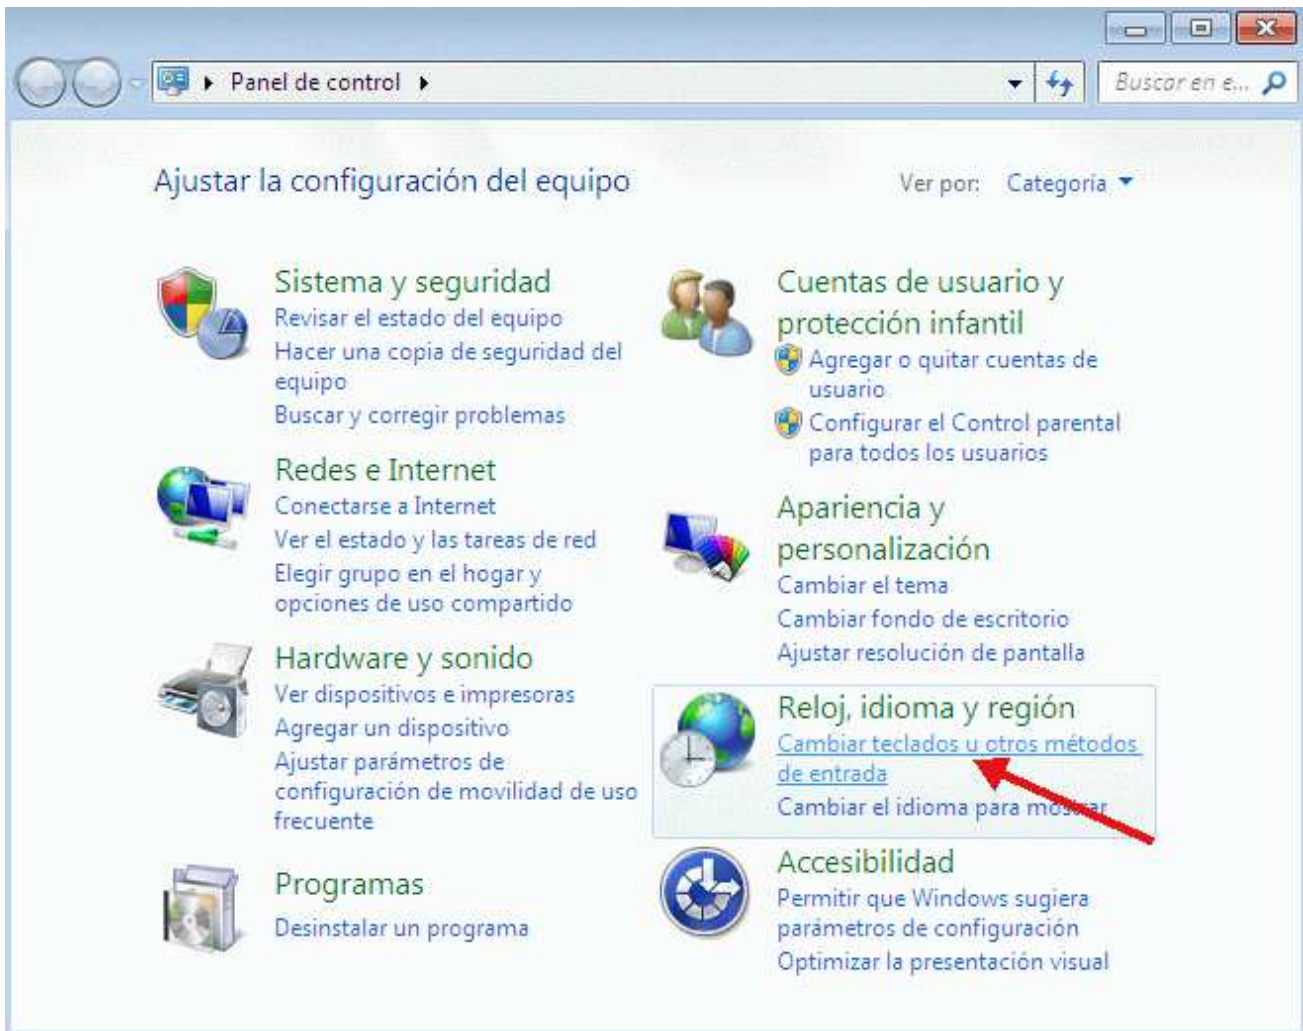 Panel de control
Buscar en e...
Ajustar la configuración del equipo
Ver por: Categoría
Sistema y seguridad
Revisar el estado del equipo
Hacer una copia de seguridad del
equipo
Buscar y corregir problemas
Redes e Internet
Conectarse a Internet
Ver el estado y las tareas de red
Elegir grupo en el hogar y
opciones de uso compartido
Hardware y sonido
Ver dispositivos e impresoras
Agregar un dispositivo
Ajustar parámetros de
configuración de movilidad de uso
frecuente
Programas
Desinstalar un programa
Cuentas de usuario y
protección infantil
Agregar o quitar cuentas de
usuario
Configurar el Control parental
para todos los usuarios
Apariencia y
personalización
Cambiar el tema
Cambiar fondo de escritorio
Ajustar resolución de pantalla
Reloj, idioma y región
Cambiar teclados u otros métodos
de entrada
Cambiar el idioma para mostrar
Accesibilidad
Permitir que Windows sugiera
parámetros de configuración
Optimizar la presentación visual